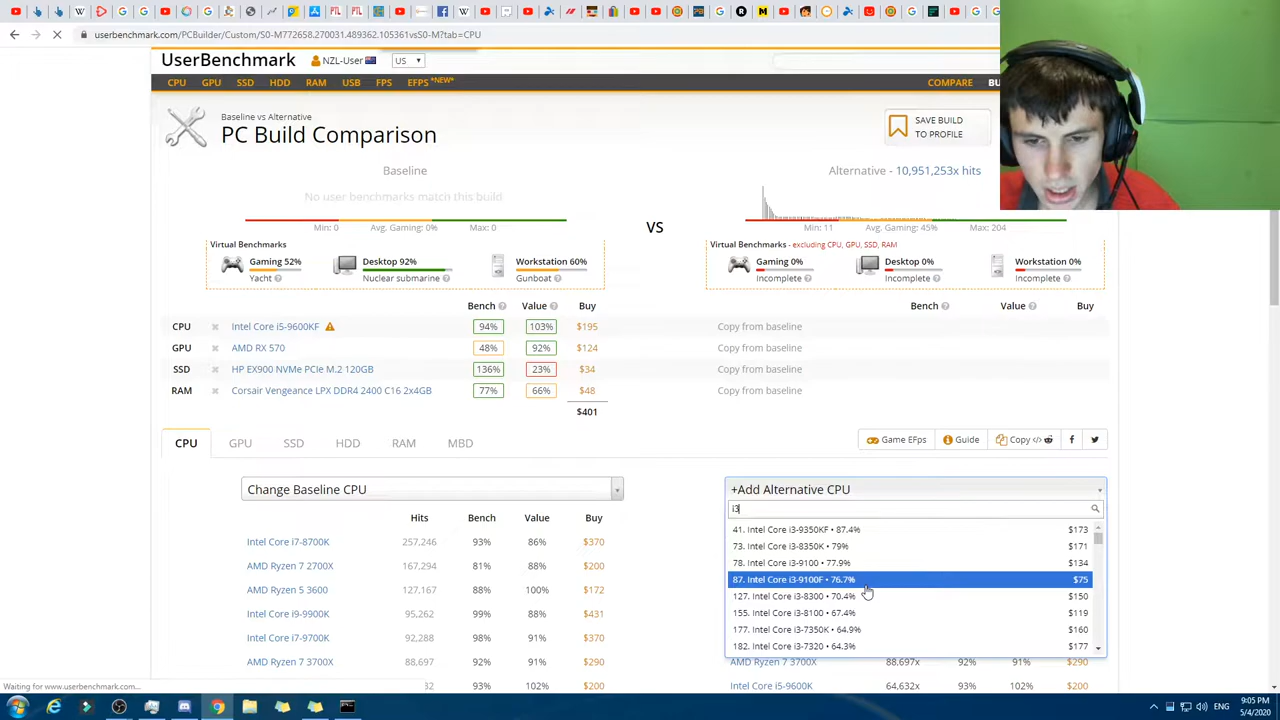 userbenchmark.com/PCBuilder/Custom/S0-M772658.270031.489362.105361vsS0-M?tab=CPU
UserBenchmark
NZL-User
US
CPU GPU SSD HDD RAM USB FPS EFPS *NEW*
COMPARE BU
Baseline vs Alternative
PC Build Comparison
SAVE BUILD
TO PROFILE
Baseline
Alternative - 10,951,253x hits
No user benchmarks match this build
VS
Min: 0 Avg. Gaming: 0% Max: 0
Min: 11 Avg. Gaming: 45% Max: 204
Virtual Benchmarks
Virtual Benchmarks - excluding CPU, GPU, SSD, RAM
Gaming 52% Desktop 92% Workstation 60%
Yacht Nuclear submarine Gunboat
Gaming 0% Desktop 0% Workstation 0%
Incomplete Incomplete Incomplete
Bench Value Buy
Bench Value Buy
CPU Intel Core i5-9600KF 94% 103% $195 Copy from baseline
GPU AMD RX 570 48% 92% $124 Copy from baseline
SSD HP EX900 NVMe PCIe M.2 120GB 136% 23% $34 Copy from baseline
RAM Corsair Vengeance LPX DDR4 2400 C16 2x4GB 77% 66% $48 Copy from baseline
$401
CPU GPU SSD HDD RAM MBD
Game EFps Guide Copy </>
Change Baseline CPU
+Add Alternative CPU
i3
Hits Bench Value Buy
Intel Core i7-8700K 257,246 93% 86% $370
AMD Ryzen 7 2700X 167,294 81% 88% $200
AMD Ryzen 5 3600 127,167 88% $172
Intel Core i9-9900K 99% 88% $431
Intel Core i7-9700K 92,288 98% 91% $370
AMD Ryzen 7 3700X 88,697 92% 91% $290
32 93% 102% $200
41. Intel Core i3-9350KF • 87.4% $173
73. Intel Core i3-8350K • 79% $171
78. Intel Core i3-9100 • 77.9% $134
87. Intel Core i3-9100F • 76.7% $75
127. Intel Core i3-8300 • 70.4% $150
155. Intel Core i3-8100 • 67.4% $119
177. Intel Core i3-7350K • 64.9% $160
182. Intel Core i3-7320 • 64.3% $177
AMD Ryzen 7 3700X 88,697x 92% 91% $290
Intel Core i5-9600K 64,632x 93% 102% $200
Waiting for www.userbenchmark.com...
ENG
9:05 PM
5/4/2020